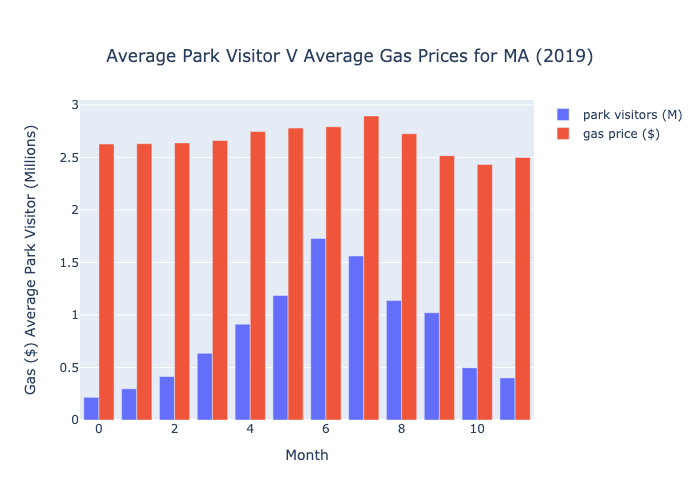 Average Park Visitor V Average Gas Prices for MA (2019)
park visitors (M)
gas price ($)
Gas ($) Average Park Visitor (Millions)
3
2.5
2
1.5
1
0.5
0
0 2 4 6 8 10
Month